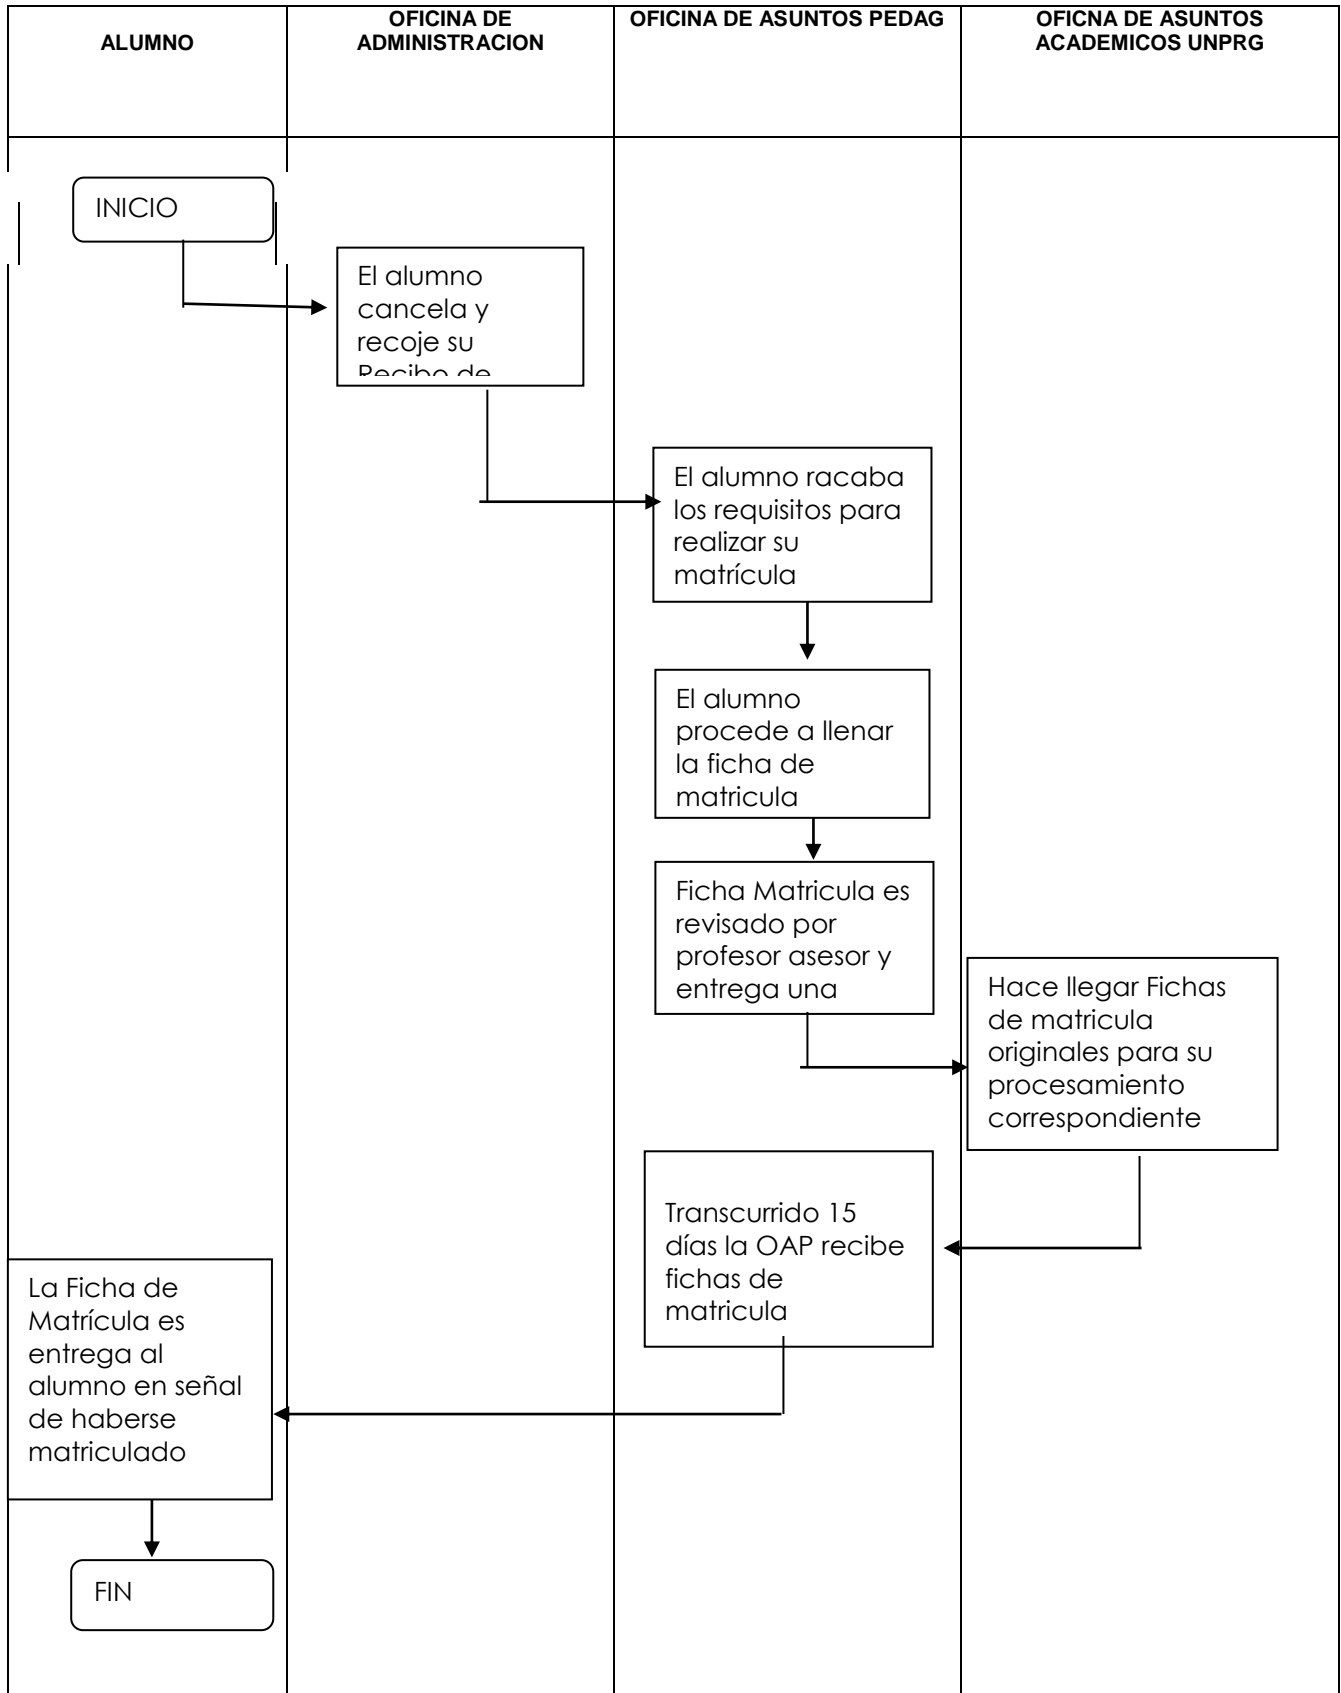 ALUMNO
OFICINA DE
ADMINISTRACION
OFICINA DE ASUNTOS PEDAG
OFICNA DE ASUNTOS
ACADEMICOS UNPRG
INICIO
El alumno
cancela y
recoje su
Recibo de
El alumno racaba
los requisitos para
realizar su
matrícula
El alumno
procede a llenar
la ficha de
matricula
Ficha Matricula es
revisado por
profesor asesor y
entrega una
Hace llegar Fichas
de matricula
originales para su
procesamiento
correspondiente
Transcurrido 15
días la OAP recibe
fichas de
matricula
La Ficha de
Matrícula es
entrega al
alumno en señal
de haberse
matriculado
FIN